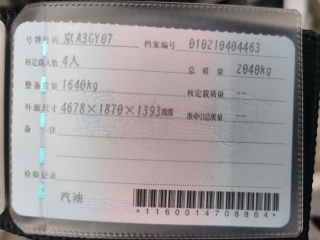 号牌号码 京A3GY07 档案编号 010210404463
核定载人数 4人 总质量 2040kg
整备质量 1640kg 核定载质量 --
外廓尺寸 4678×1870×1393 准牵引总质量 --
备注
检验记录
汽油
*1160014708864*